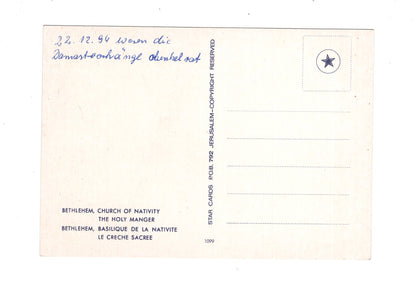 22.12.94 waren die
Damastvorhänge dunkelrot
BETHLEHEM, CHURCH OF NATIVITY
THE HOLY MANGER
BETHLEHEM, BASILIQUE DE LA NATIVITE
LE CRECHE SACREE
STAR CARDS P.O.B. 792 JERUSALEM—COPYRIGHT RESERVED
1099